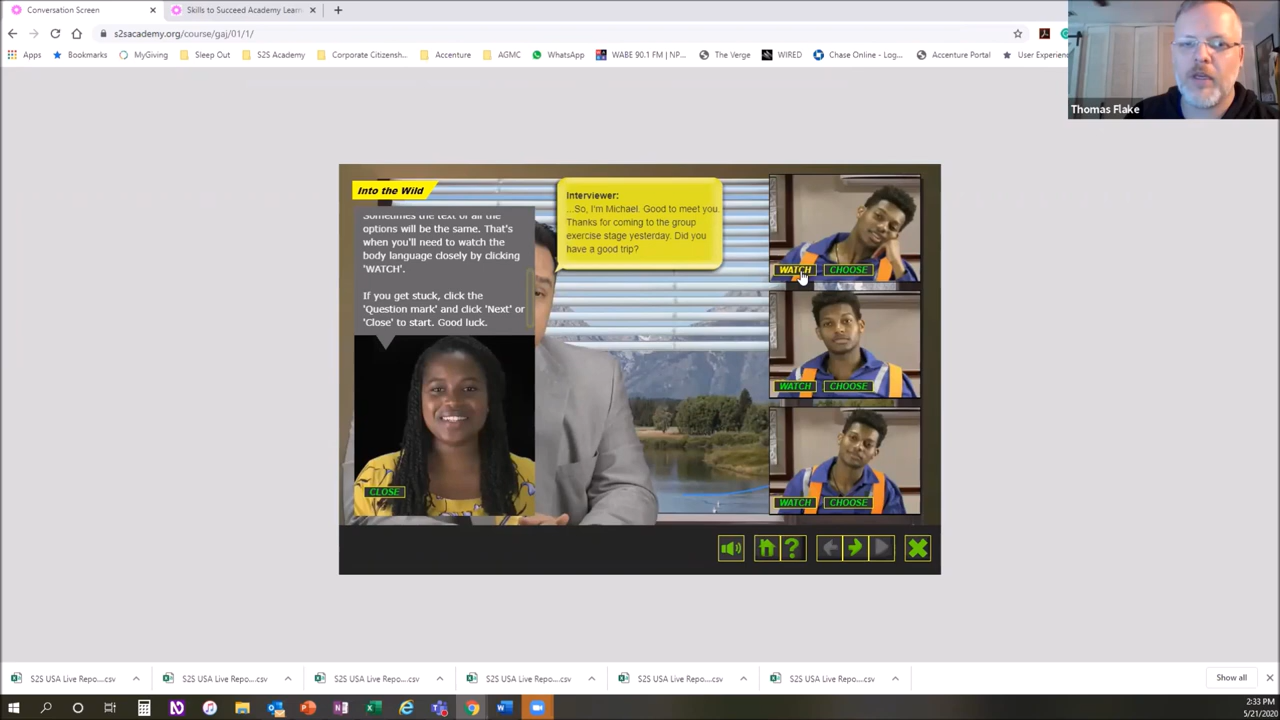 Conversation Screen
Skills to Succeed Academy Learn
s2sacademy.org/course/gaj/01/1/
Apps Bookmarks MyGiving Sleep Out S2S Academy Corporate Citizensh... Accenture AGMC WhatsApp WABE 90.1 FM | NP... The Verge WIRED Chase Online - Log... Accenture Portal User Experien
Thomas Flake
Into the Wild
Sometimes the text of all the
options will be the same. That's
when you'll need to watch the
body language closely by clicking
'WATCH'.
If you get stuck, click the
'Question mark' and click 'Next' or
'Close' to start. Good luck.
CLOSE
Interviewer:
...So, I'm Michael. Good to meet you.
Thanks for coming to the group
exercise stage yesterday. Did you
have a good trip?
WATCH CHOOSE
WATCH CHOOSE
WATCH CHOOSE
S2S USA Live Repo....csv S2S USA Live Repo....csv S2S USA Live Repo....csv S2S USA Live Repo....csv S2S USA Live Repo....csv S2S USA Live Repo....csv Show all
2:33 PM
5/21/2020